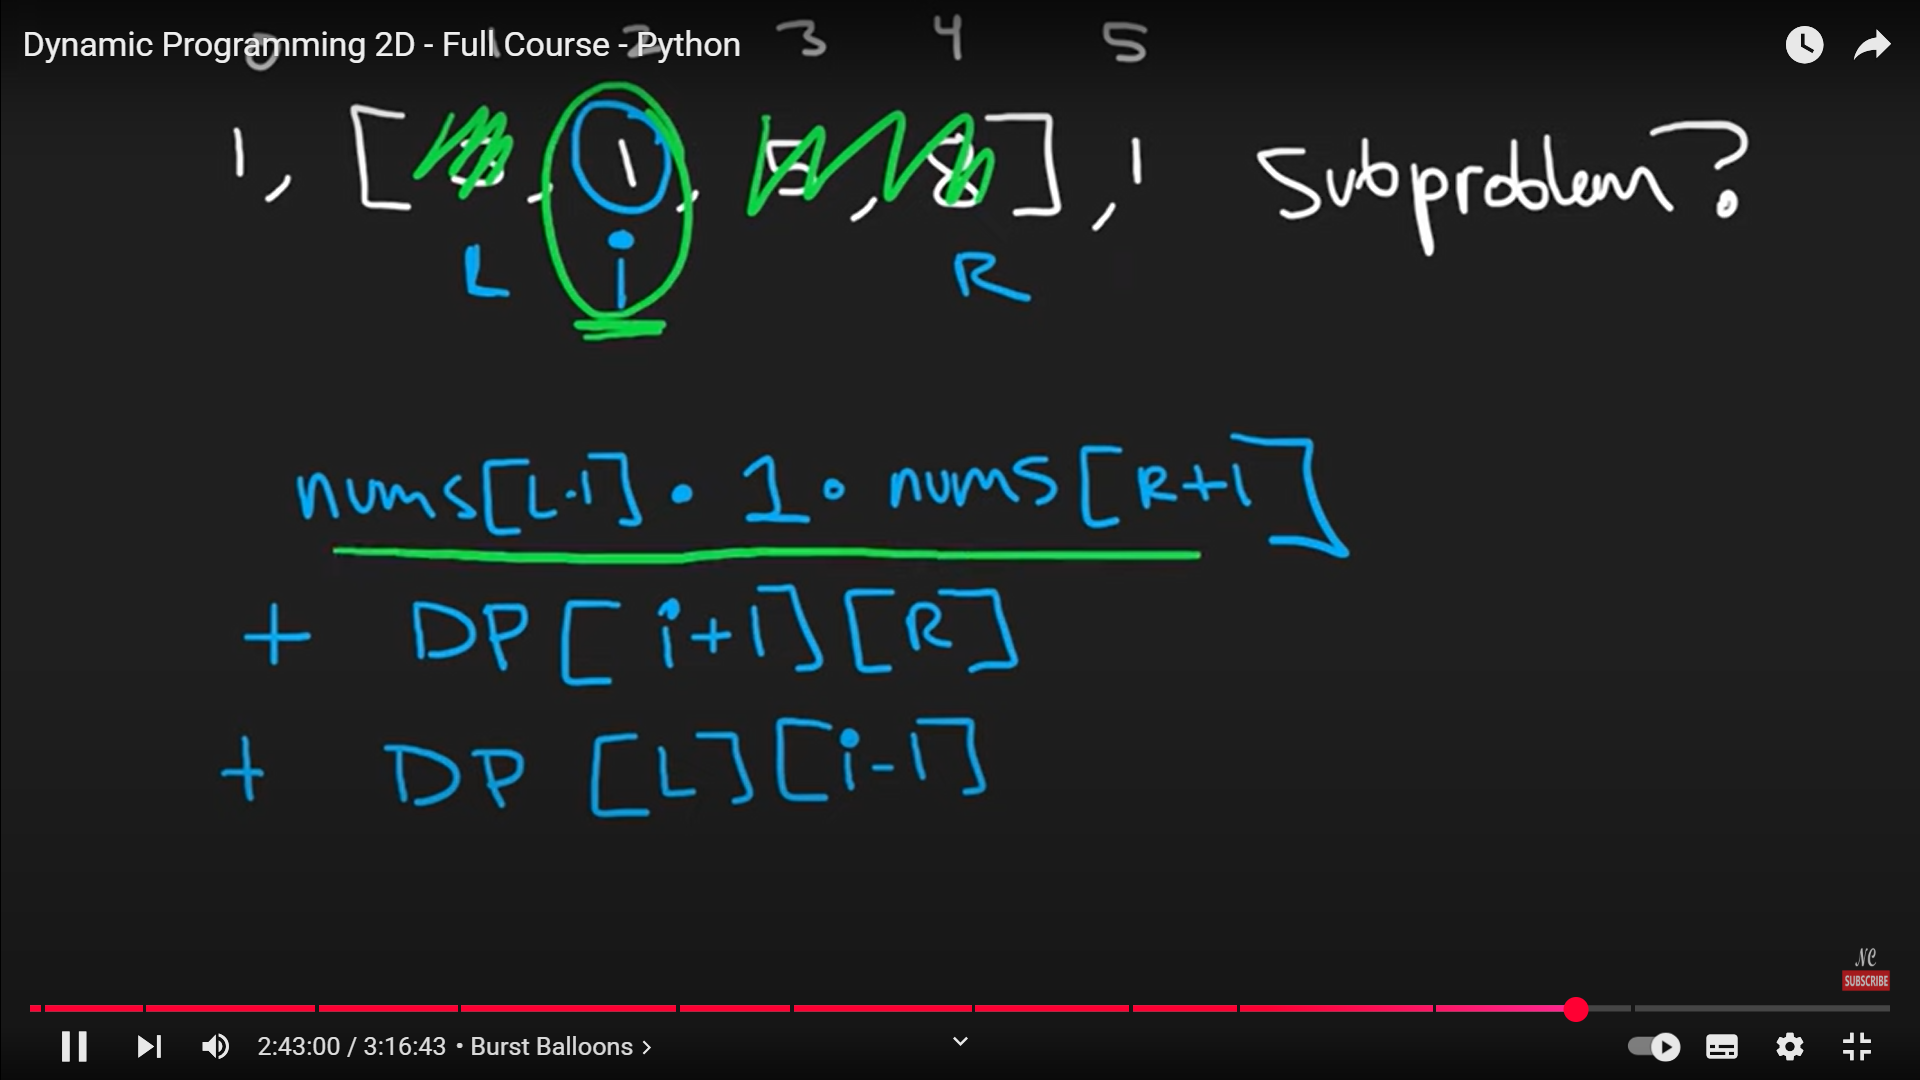 Dynamic Programming 2D - Full Course - Python
0 1 2 3 4 5
1, [3, 1, 5, 8], 1 Subproblem?
L i R
nums[L-1] • 1 • nums[R+1]
+ DP[i+1][R]
+ DP[L][i-1]
NC
SUBSCRIBE
2:43:00 / 3:16:43 • Burst Balloons >